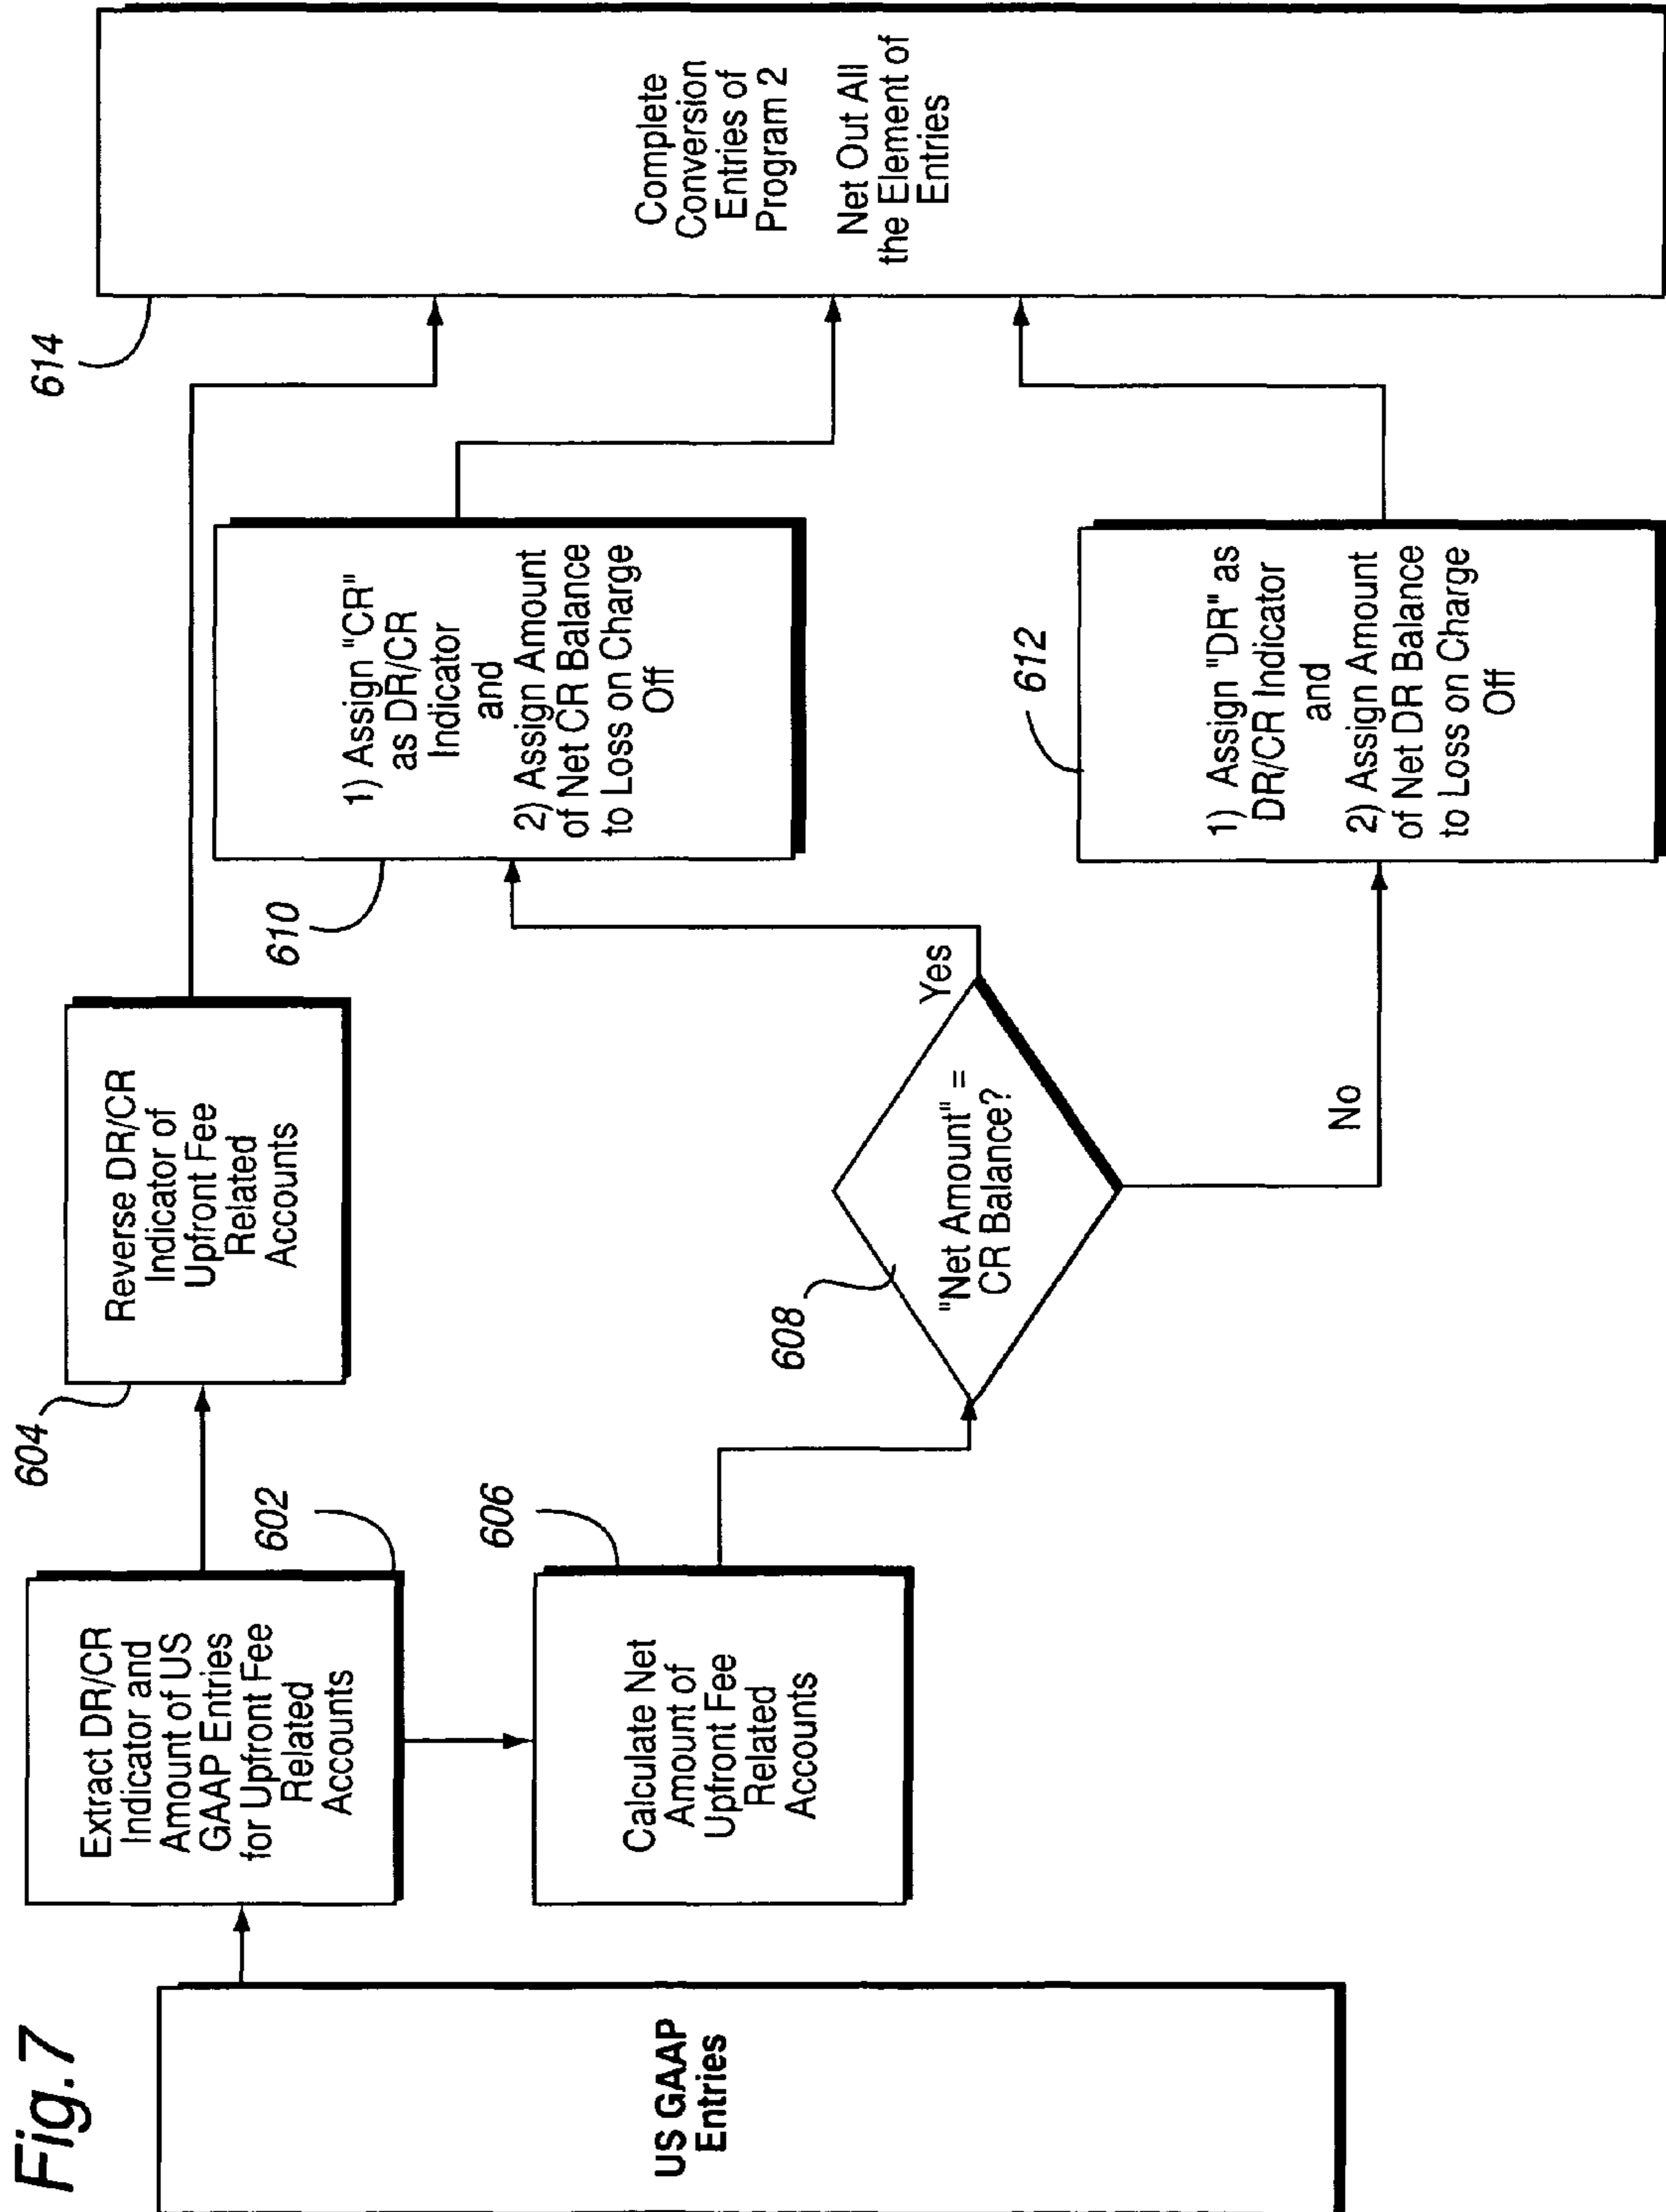 Fig.7
US GAAP
Entries
602
Extract DR/CR
Indicator and
Amount of US
GAAP Entries
for Upfront Fee
Related
Accounts
604
Reverse DR/CR
Indicator of
Upfront Fee
Related
Accounts
606
Calculate Net
Amount of
Upfront Fee
Related
Accounts
608
"Net Amount" =
CR Balance?
Yes
No
610
1) Assign "CR"
as DR/CR
Indicator
and
2) Assign Amount
of Net CR Balance
to Loss on Charge
Off
612
1) Assign "DR" as
DR/CR Indicator
and
2) Assign Amount
of Net DR Balance
to Loss on Charge
Off
614
Complete
Conversion
Entries of
Program 2
Net Out All
the Element of
Entries